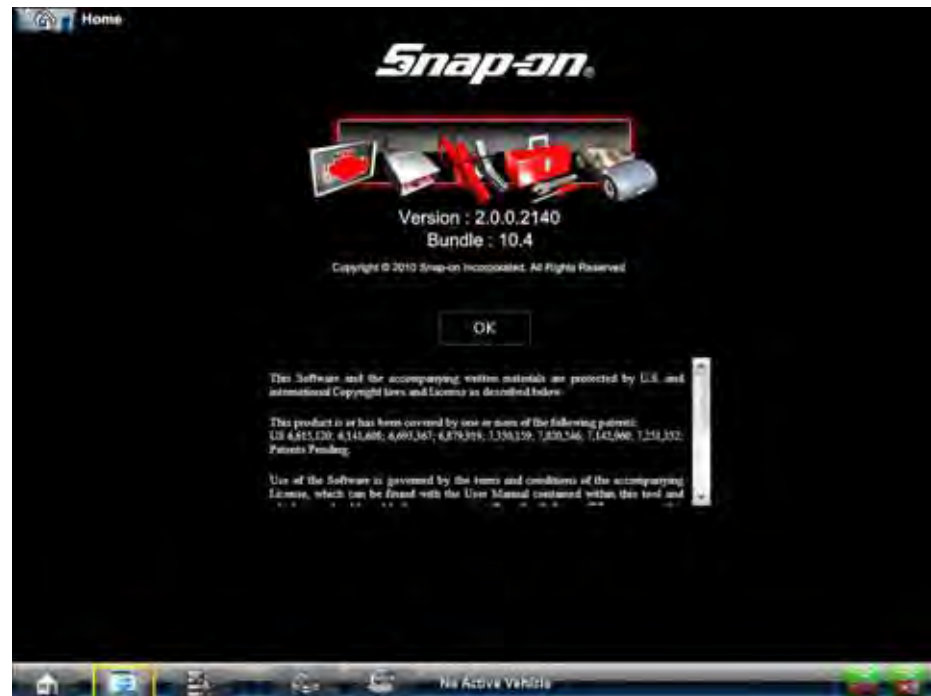 Home
Snap-on®
Version : 2.0.0.2140
Bundle : 10.4
Copyright © 2010 Snap-on Incorporated. All Rights Reserved
OK
This Software and the accompanying written materials are protected by U.S. and
international Copyright laws and License as described below.
This product is or has been covered by one or more of the following patents:
Patents Pending.
Use of the Software is governed by the terms and conditions of the accompanying
License, which can be found with the User Manual contained within this tool and
No Active Vehicle